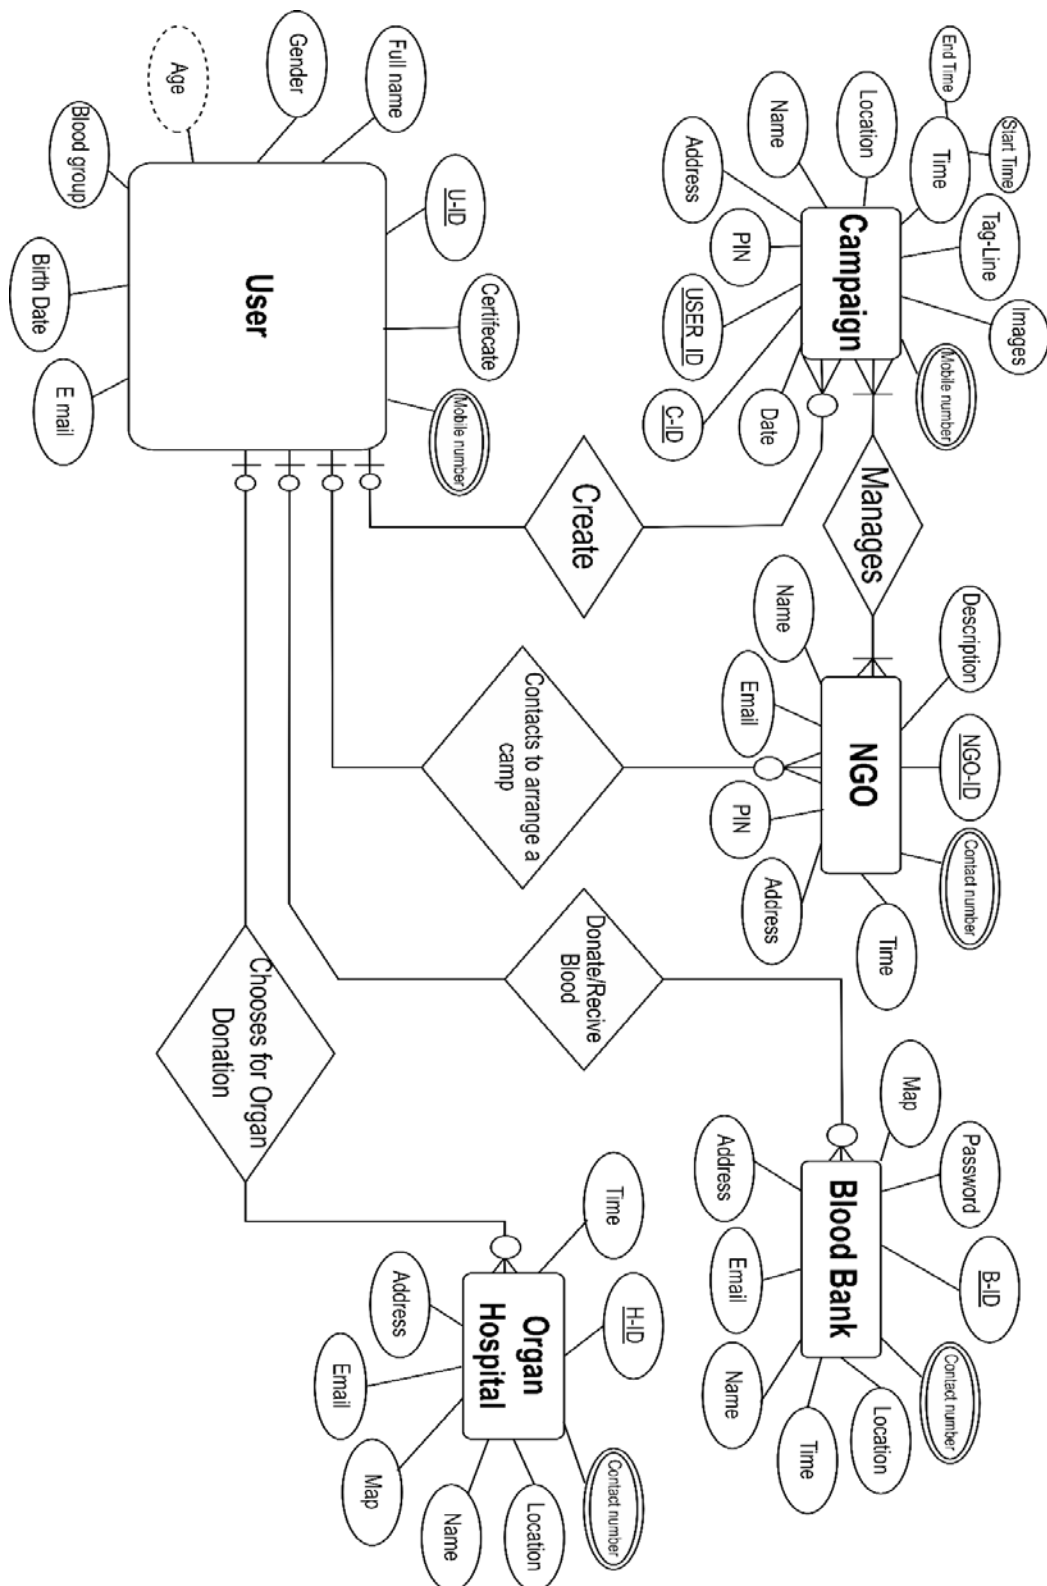 End Time
Start Time
Time
Location
Name
Address
PIN
USER_ID
C-ID
Date
Tag-Line
Images
Mobile number
Campaign
Manages
Description
NGO-ID
Contact number
Time
Name
Email
PIN
Address
NGO
Map
Password
B-ID
Contact number
Location
Time
Name
Email
Address
Blood Bank
Full name
Gender
Age
Blood group
Birth Date
E mail
U-ID
Certifecate
Mobile number
User
Create
Contacts to arrange a
camp
Donate/Recive
Blood
Chooses for Organ
Donation
Time
H-ID
Contact number
Location
Name
Map
Email
Address
Organ
Hospital